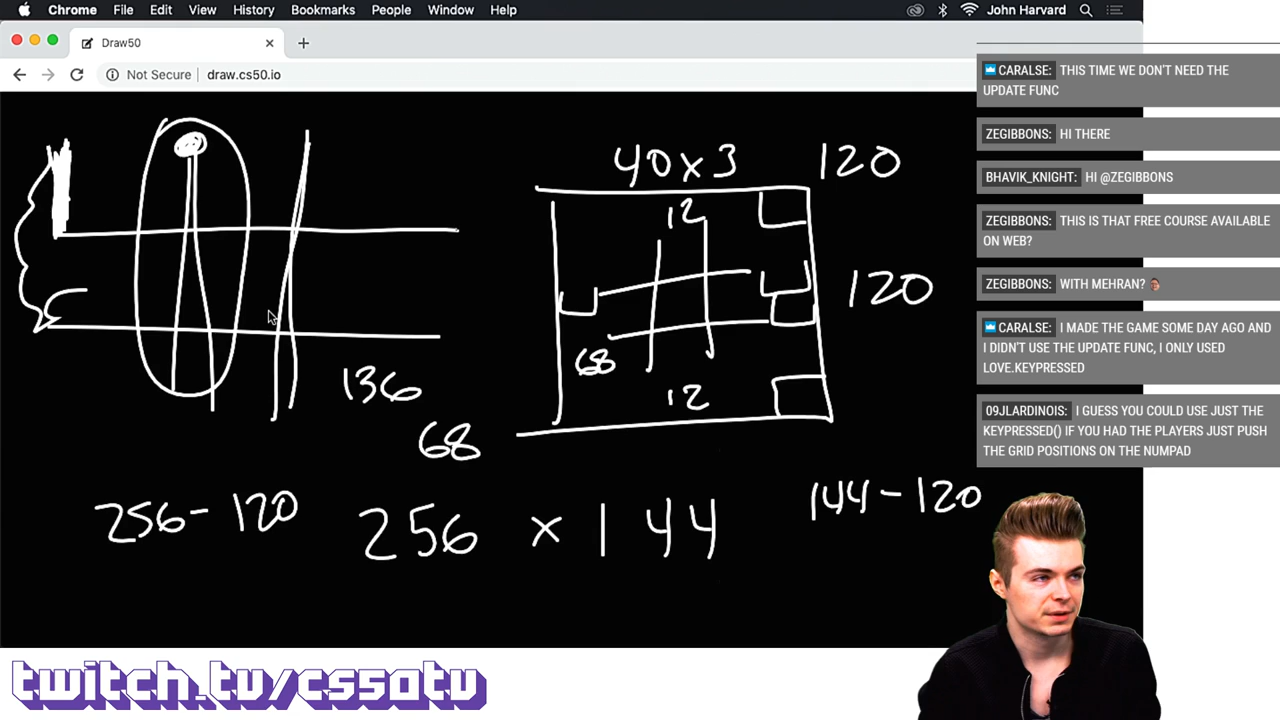 Chrome File Edit View History Bookmarks People Window Help John Harvard
Draw50
Not Secure draw.cs50.io
40 x 3 120
12
120
68
12
136
68
256 - 120
256 x 144
144 - 120
CARALSE: THIS TIME WE DON'T NEED THE
UPDATE FUNC
ZEGIBBONS: HI THERE
BHAVIK_KNIGHT: HI @ZEGIBBONS
ZEGIBBONS: THIS IS THAT FREE COURSE AVAILABLE
ON WEB?
ZEGIBBONS: WITH MEHRAN?
CARALSE: I MADE THE GAME SOME DAY AGO AND
I DIDN'T USE THE UPDATE FUNC, I ONLY USED
LOVE.KEYPRESSED
09JLARDINOIS: I GUESS YOU COULD USE JUST THE
KEYPRESSED() IF YOU HAD THE PLAYERS JUST PUSH
THE GRID POSITIONS ON THE NUMPAD
twitch.tv/cs50tv